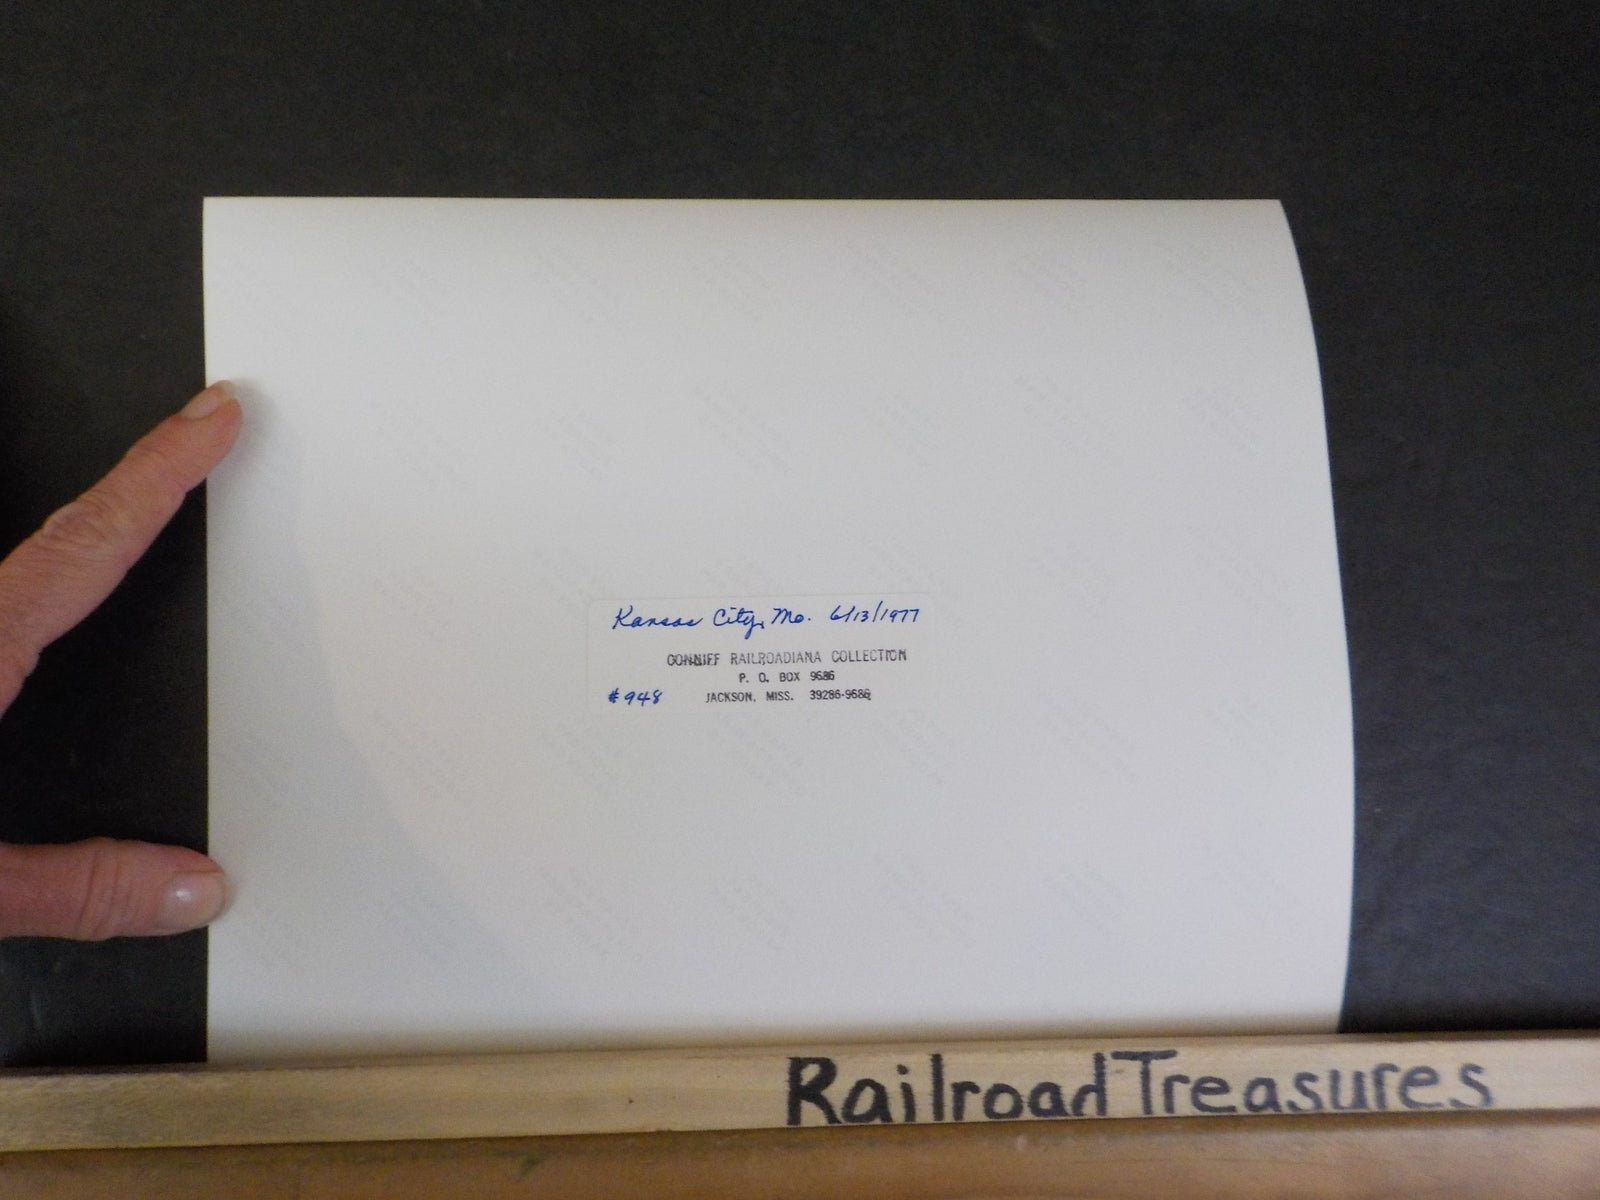 Kansas City, Mo. 6/13/1977
CONNIFF RAILROADIANA COLLECTION
P. O. BOX 9686
#948 JACKSON, MISS. 39286-9686
Railroad Treasures